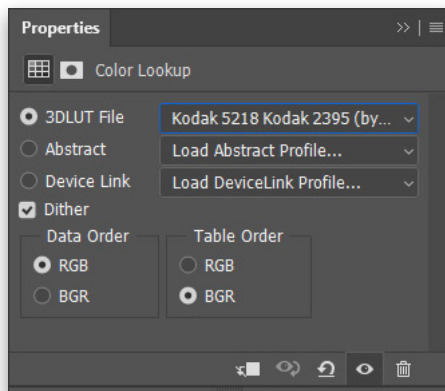 Properties
Color Lookup
3DLUT File Kodak 5218 Kodak 2395 (by...
Abstract Load Abstract Profile...
Device Link Load DeviceLink Profile...
Dither
Data Order Table Order
RGB RGB
BGR BGR